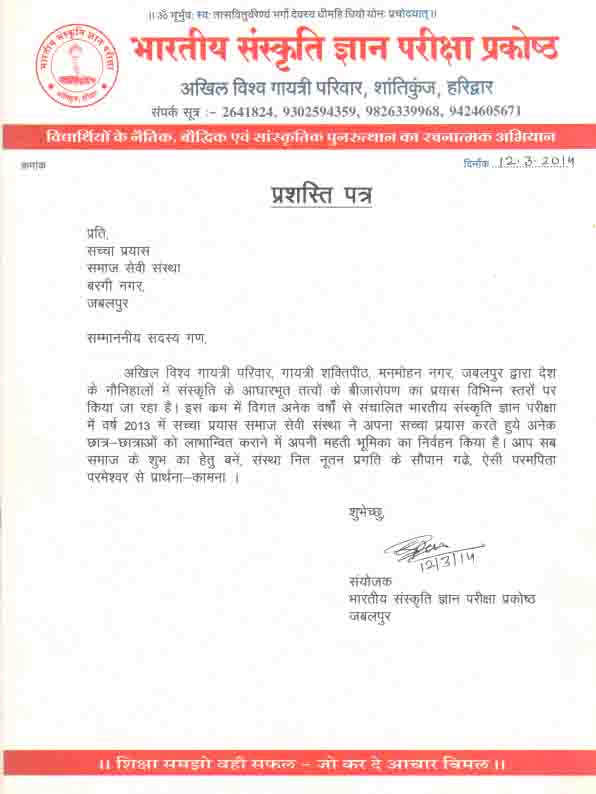 ।। ॐ भूर्भुवः स्वः तत्सवितुर्वरेण्यं भर्गो देवस्य धीमहि धियो योनः प्रचोदयात् ।।
भारतीय संस्कृति ज्ञान परीक्षा प्रकोष्ठ
अखिल विश्व गायत्री परिवार, शांतिकुंज, हरिद्वार
संपर्क सूत्र :- 2641824, 9302594359, 9826339968, 9424605671
विद्यार्थियों के नैतिक, बौद्धिक एवं सांस्कृतिक पुनरुत्थान का रचनात्मक अभियान
क्रमांक
दिनाँक 12-3-2014
प्रशस्ति पत्र
प्रति,
सच्चा प्रयास
समाज सेवी संस्था
बरगी नगर,
जबलपुर
सम्माननीय सदस्य गण,
अखिल विश्व गायत्री परिवार, गायत्री शक्तिपीठ, मनमोहन नगर, जबलपुर द्वारा देश
के नौनिहालों में संस्कृति के आधारभूत तत्वों के बीजारोपण का प्रयास विभिन्न स्तरों पर
किया जा रहा है। इस क्रम में विगत अनेक वर्षों से संचालित भारतीय संस्कृति ज्ञान परीक्षा
में वर्ष 2013 में सच्चा प्रयास समाज सेवी संस्था ने अपना सच्चा प्रयास करते हुये अनेक
छात्र-छात्राओं को लाभान्वित कराने में अपनी महती भूमिका का निर्वहन किया है। आप सब
समाज के शुभ का हेतु बनें, संस्था नित नूतन प्रगति के सौपान गढे, ऐसी परमपिता
परमेश्वर से प्रार्थना-कामना ।
शुभेच्छु,
12/3/14
संयोजक
भारतीय संस्कृति ज्ञान परीक्षा प्रकोष्ठ
जबलपुर
।। शिक्षा समझो वही सफल - जो कर दे आचार विमल ।।